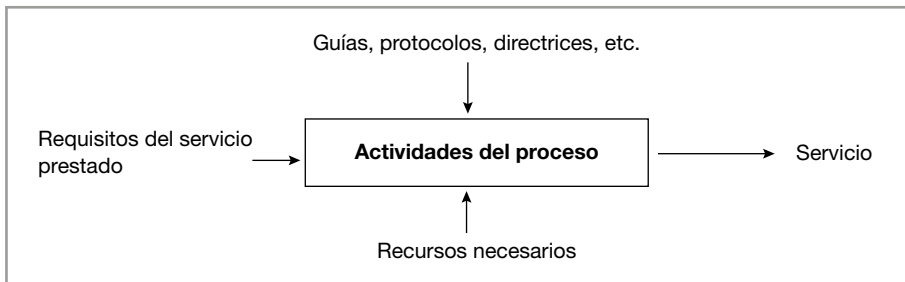 Guías, protocolos, directrices, etc.
Requisitos del servicio
prestado
Actividades del proceso
Servicio
Recursos necesarios